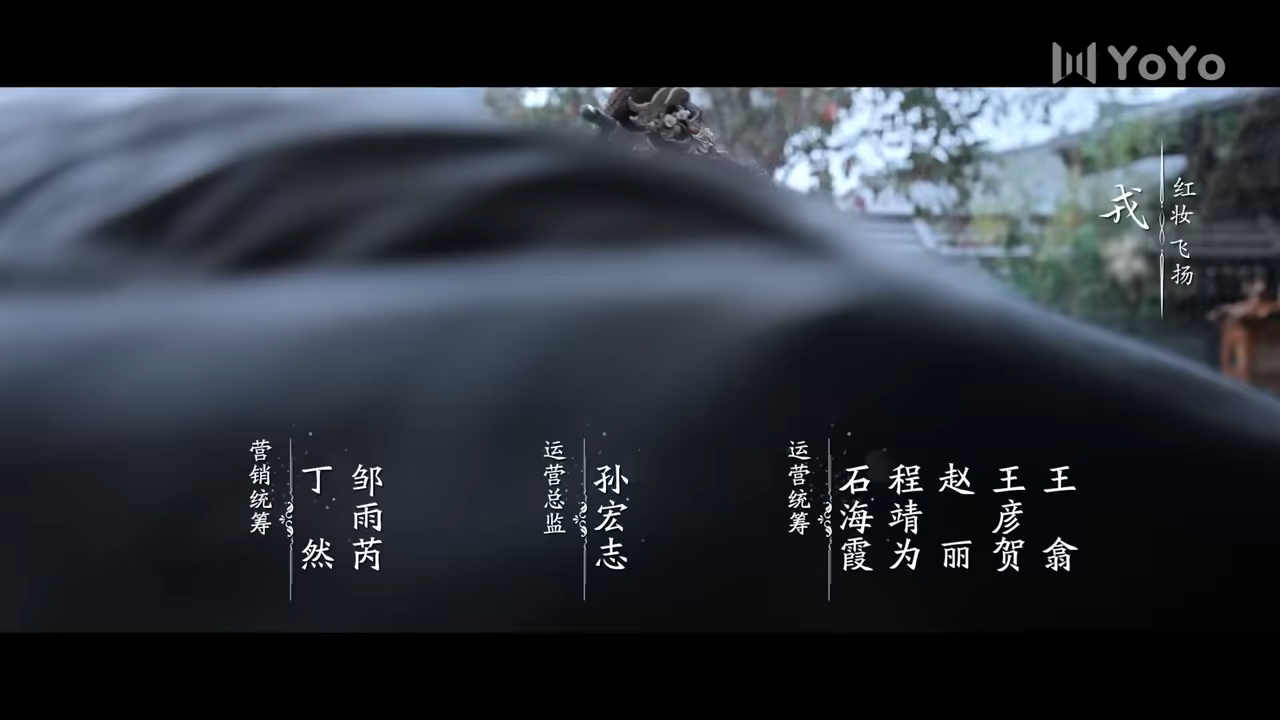 YoYo
红妆飞扬
戎
营销统筹
丁然
邹雨芮
运营总监
孙宏志
运营统筹
石海霞
程靖为
赵丽
王彦贺
王翕